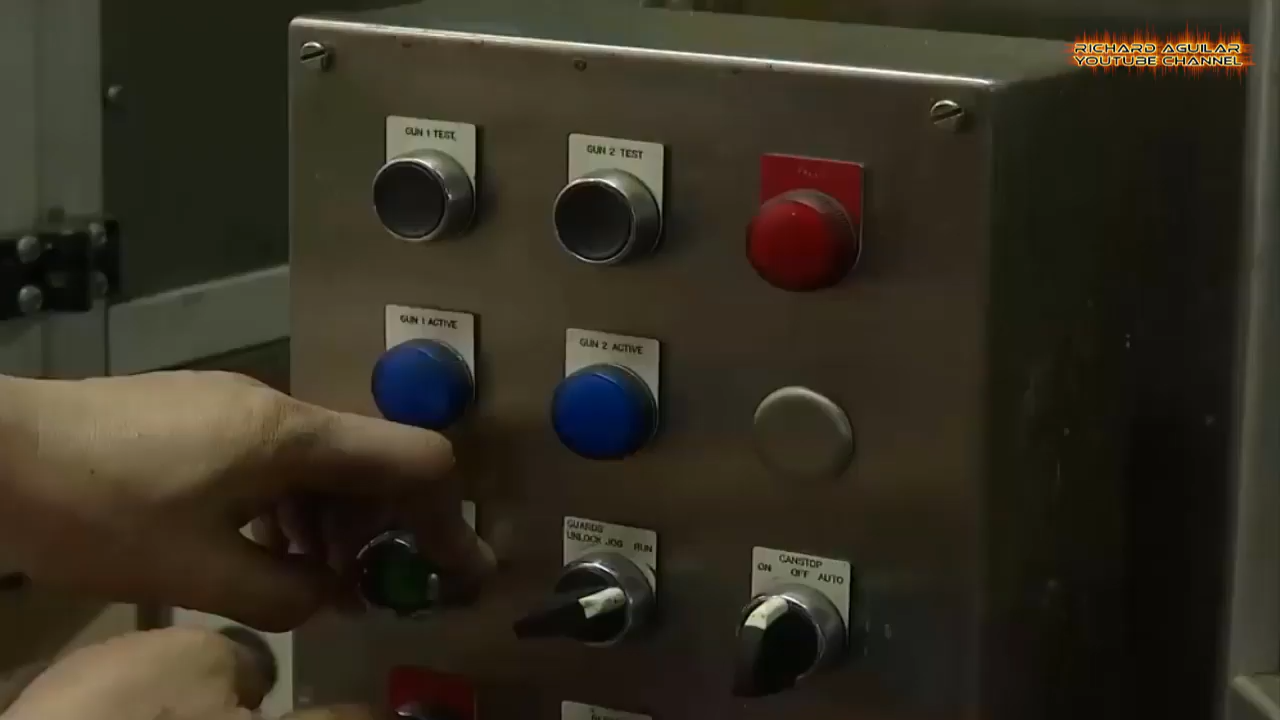 RICHARD AGUILAR
YOUTUBE CHANNEL
GUN 1 TEST
GUN 2 TEST
GUN 1 ACTIVE
GUN 2 ACTIVE
GUARDS
UNLOCK JOG RUN
CANSTOP
ON OFF AUTO